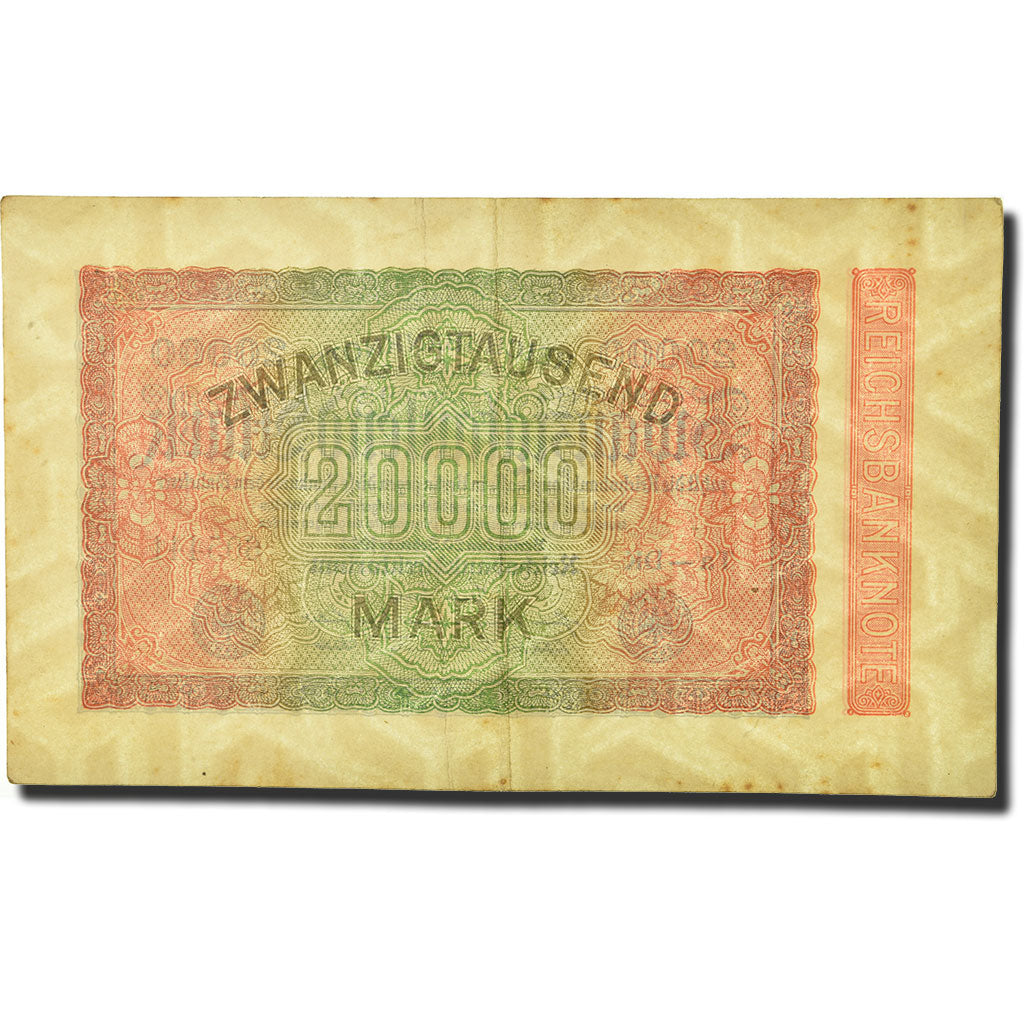 ZWANZIGTAUSEND
20000
MARK
REICHSBANKNOTE